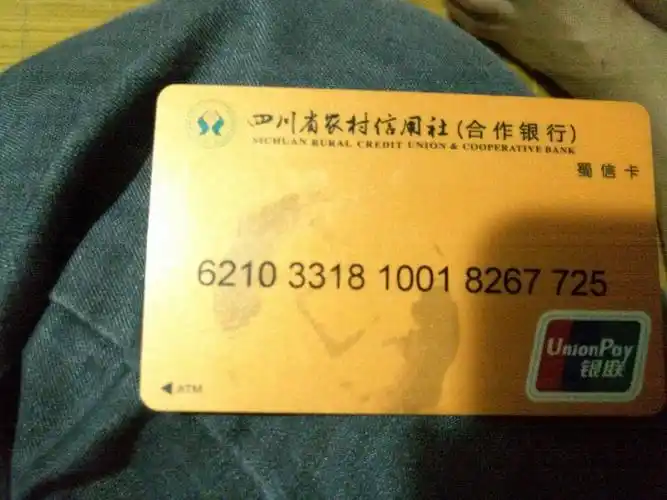 四川省农村信用社(合作银行)
SICHUAN RURAL CREDIT UNION & COOPERATIVE BANK
蜀信卡
6210 3318 1001 8267 725
UnionPay
银联
ATM